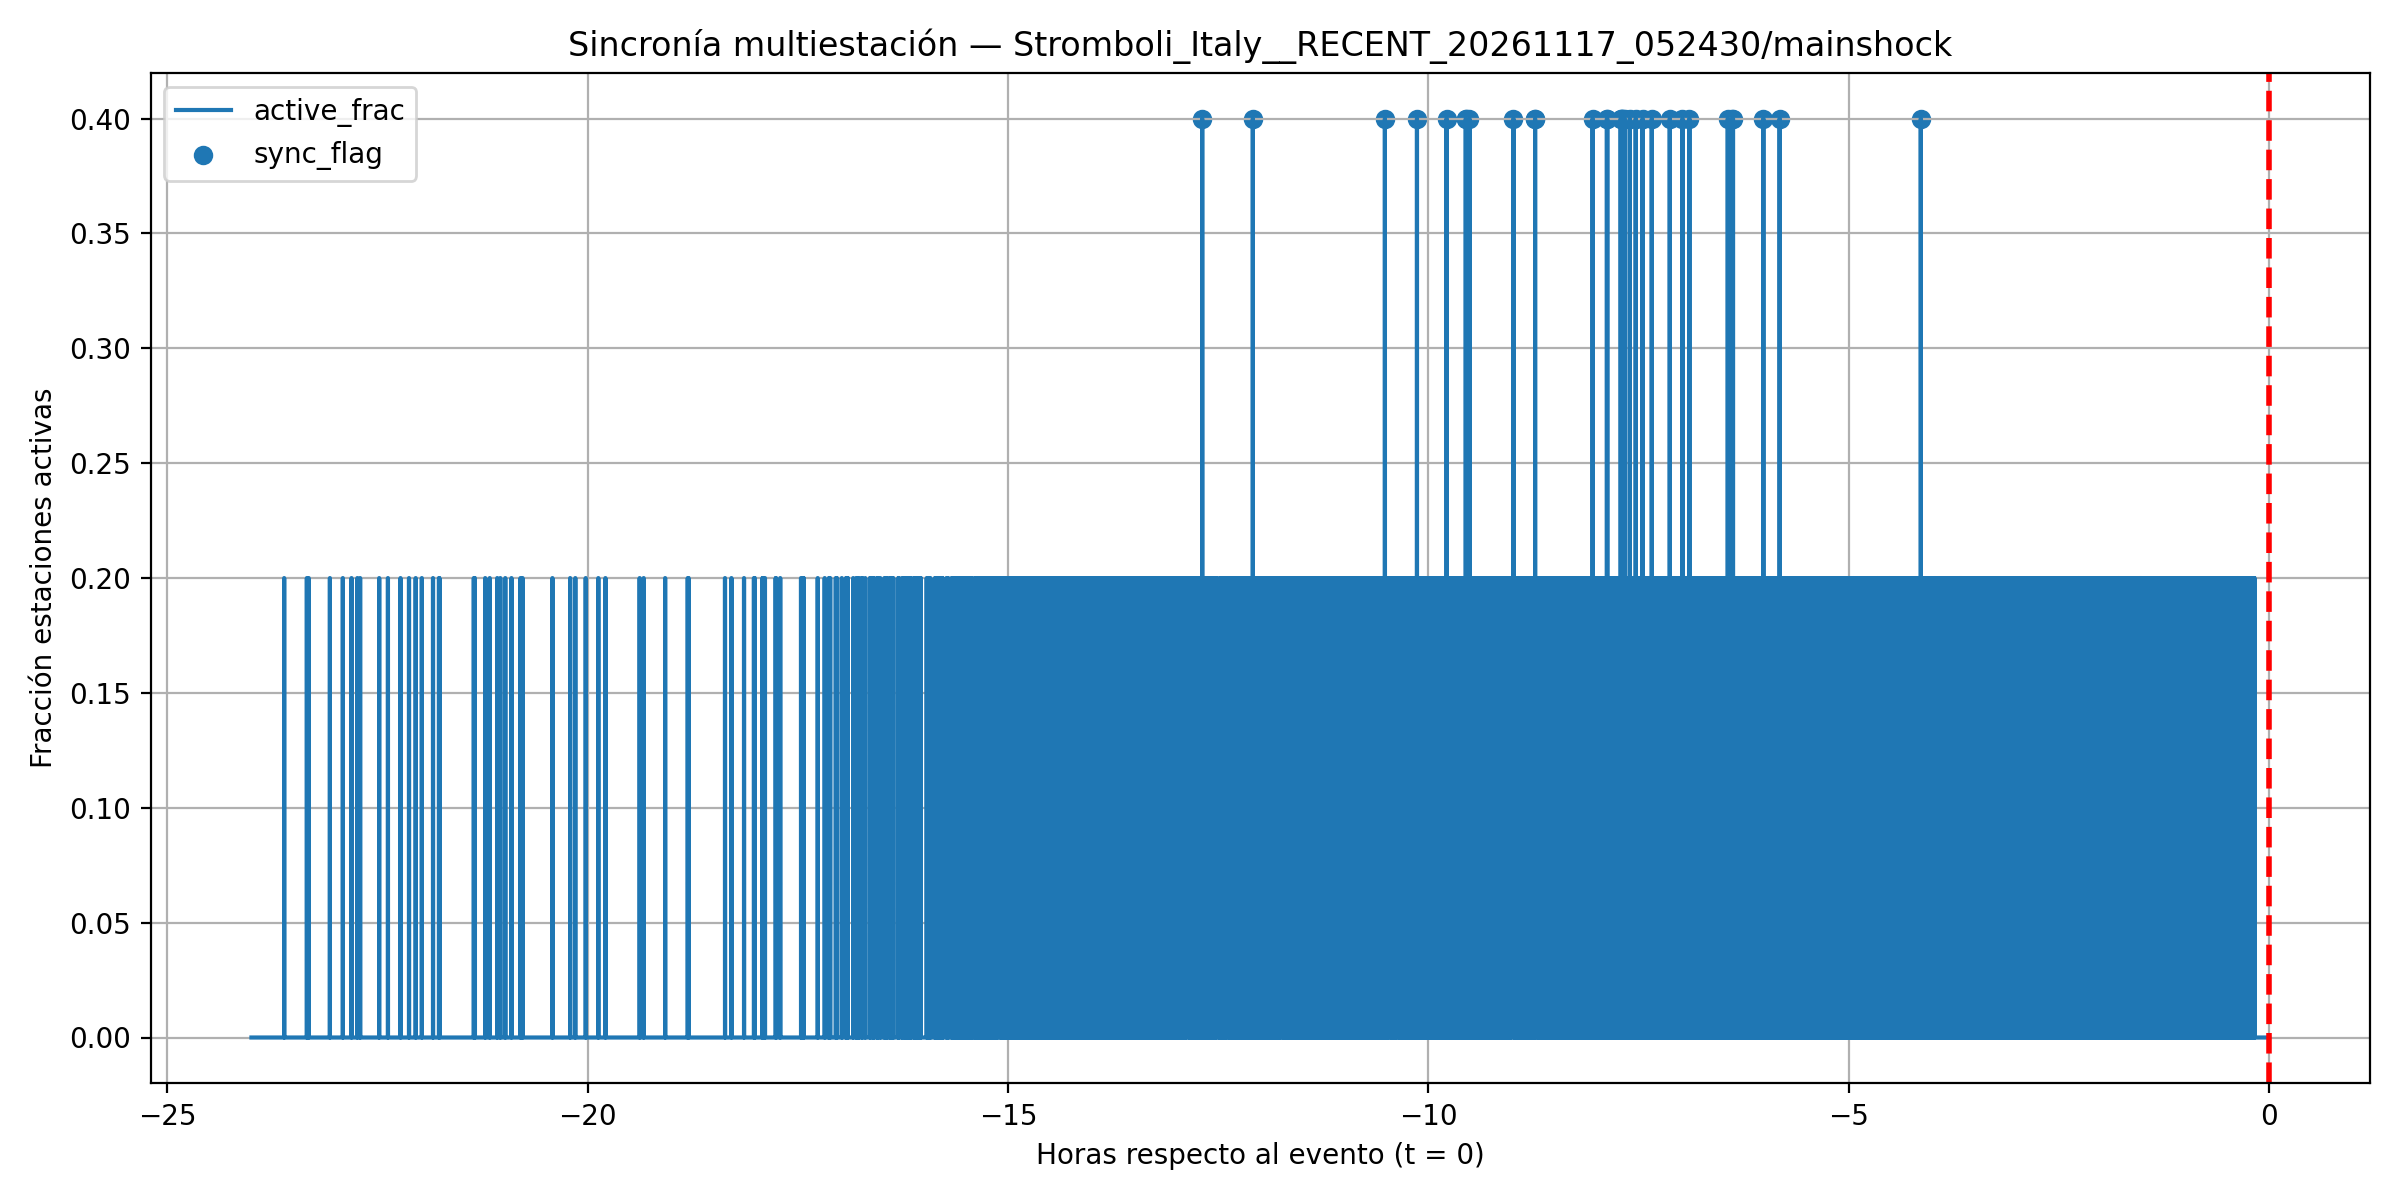 Sincronía multiestación — Stromboli_Italy__RECENT_20261117_052430/mainshock
active_frac
sync_flag
Fracción estaciones activas
0.40
0.35
0.30
0.25
0.20
0.15
0.10
0.05
0.00
−25 −20 −15 −10 −5 0
Horas respecto al evento (t = 0)